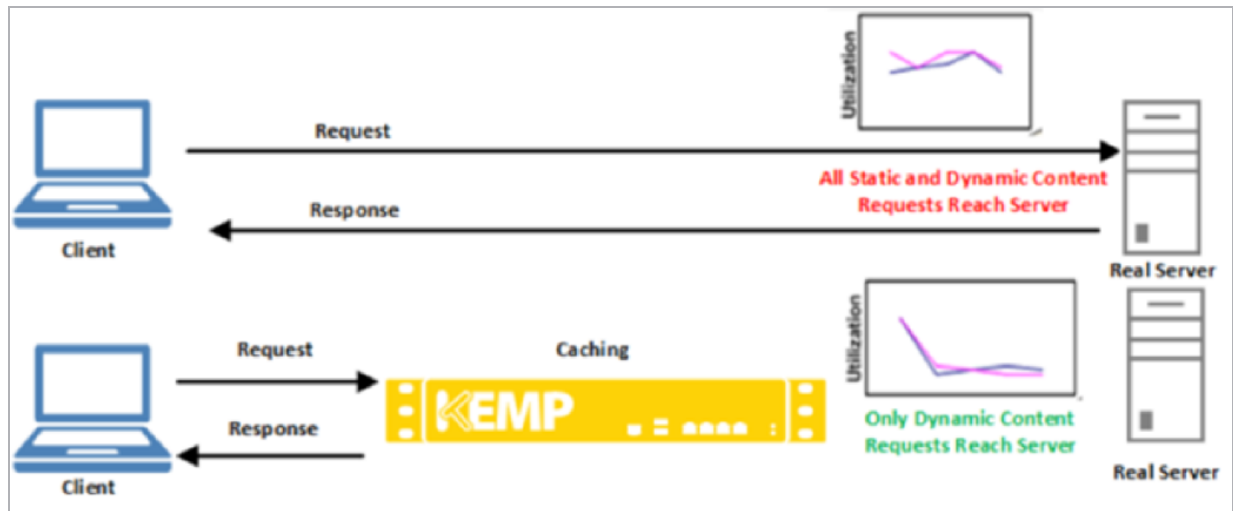 Utilization
Request
All Static and Dynamic Content
Requests Reach Server
Response
Client
Real Server
Utilization
Request
Caching
KEMP
Only Dynamic Content
Requests Reach Server
Response
Client
Real Server